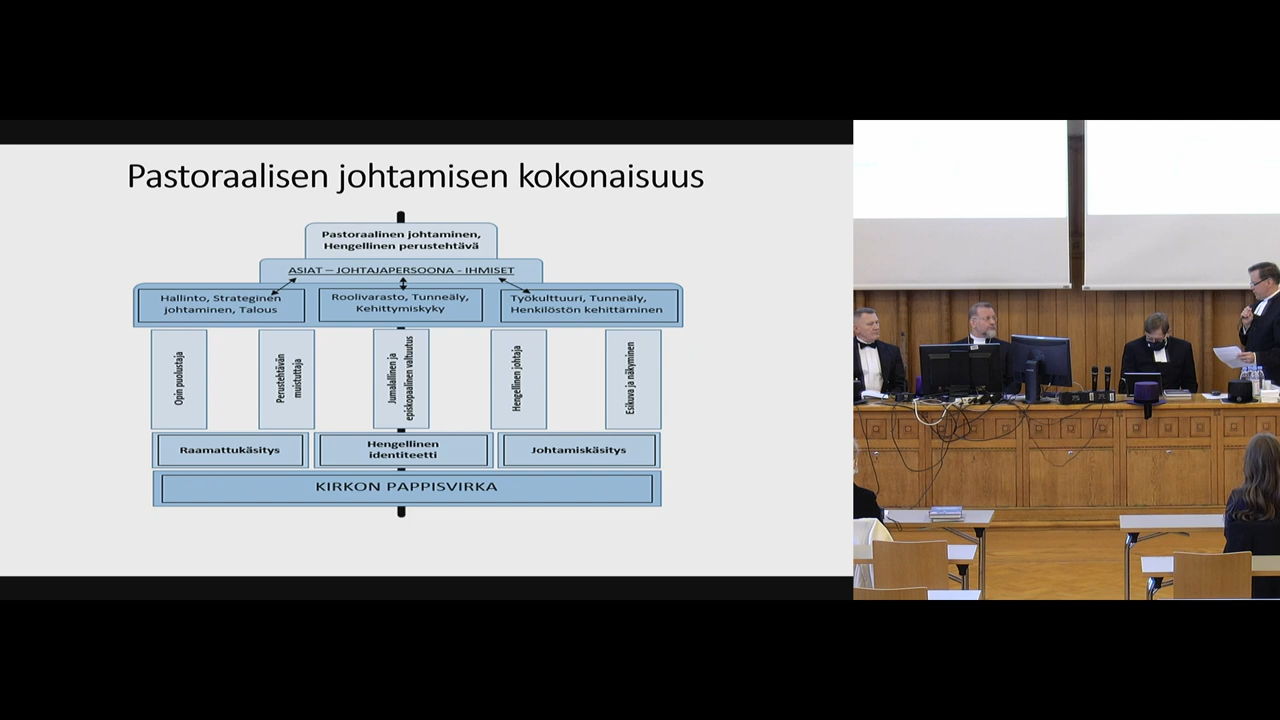 Pastoraalisen johtamisen kokonaisuus
Pastoraalinen johtaminen,
Hengellinen perustehtävä
ASIAT – JOHTAJAPERSOONA - IHMISET
Hallinto, Strateginen
johtaminen, Talous
Roolivarasto, Tunneäly,
Kehittymiskyky
Työkulttuuri, Tunneäly,
Henkilöstön kehittäminen
Opin puolustaja
Perustehtävän
muistuttaja
Jumalallinen ja
episkopaalinen valtuutus
Hengellinen johtaja
Esikuva ja näkyminen
Raamattukäsitys
Hengellinen
identiteetti
Johtamiskäsitys
KIRKON PAPPISVIRKA